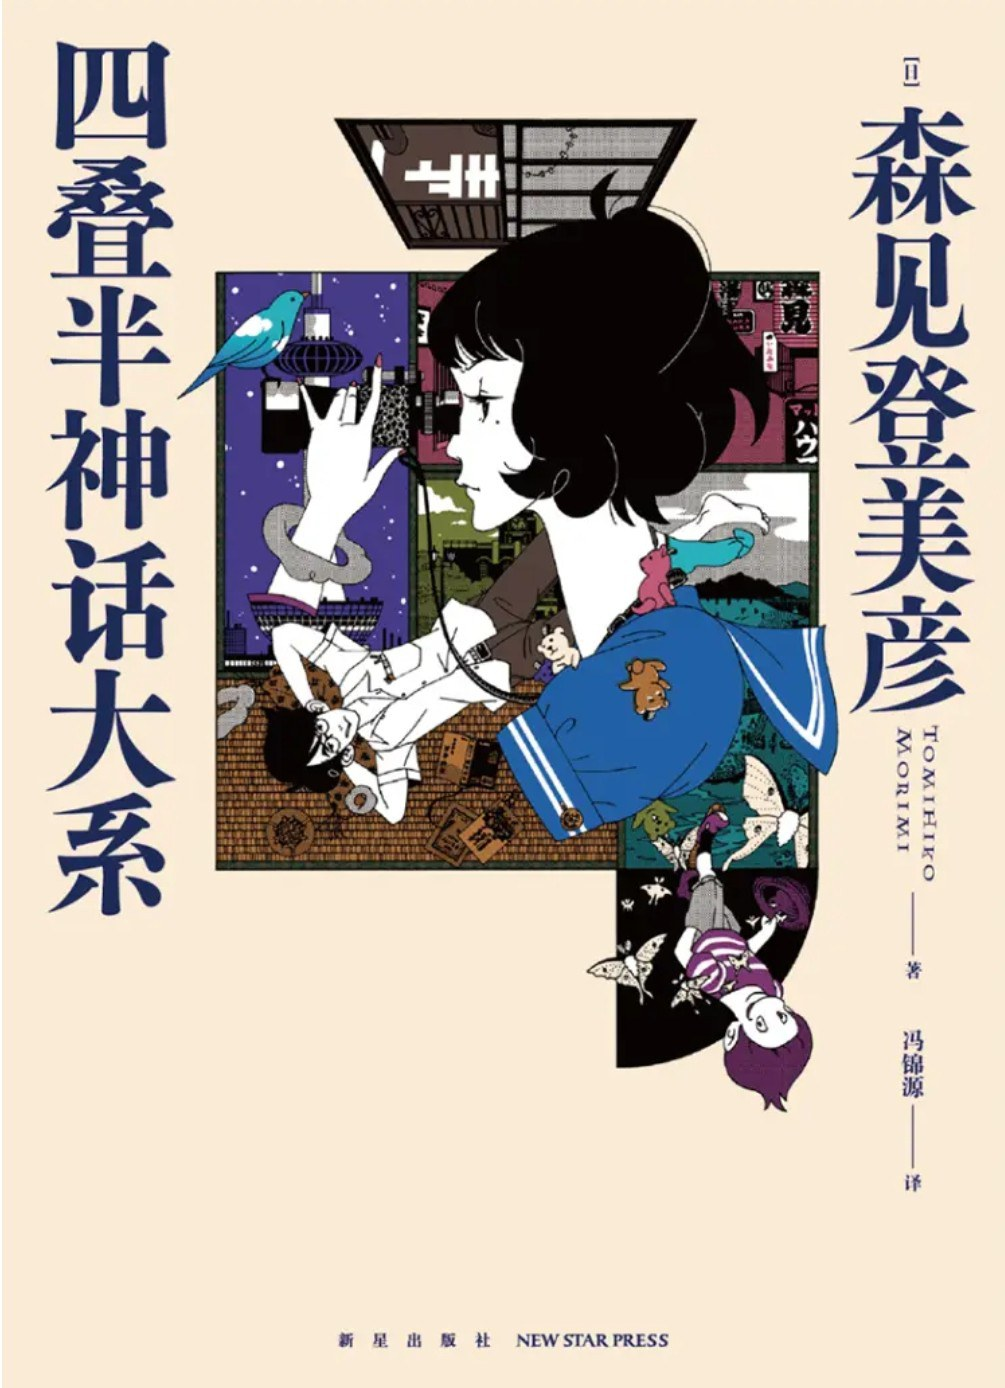 四叠半神话大系
[日]
森见登美彦
TOMIHIKO
MORIMI
著
冯锦源
译
新星出版社 NEW STAR PRESS